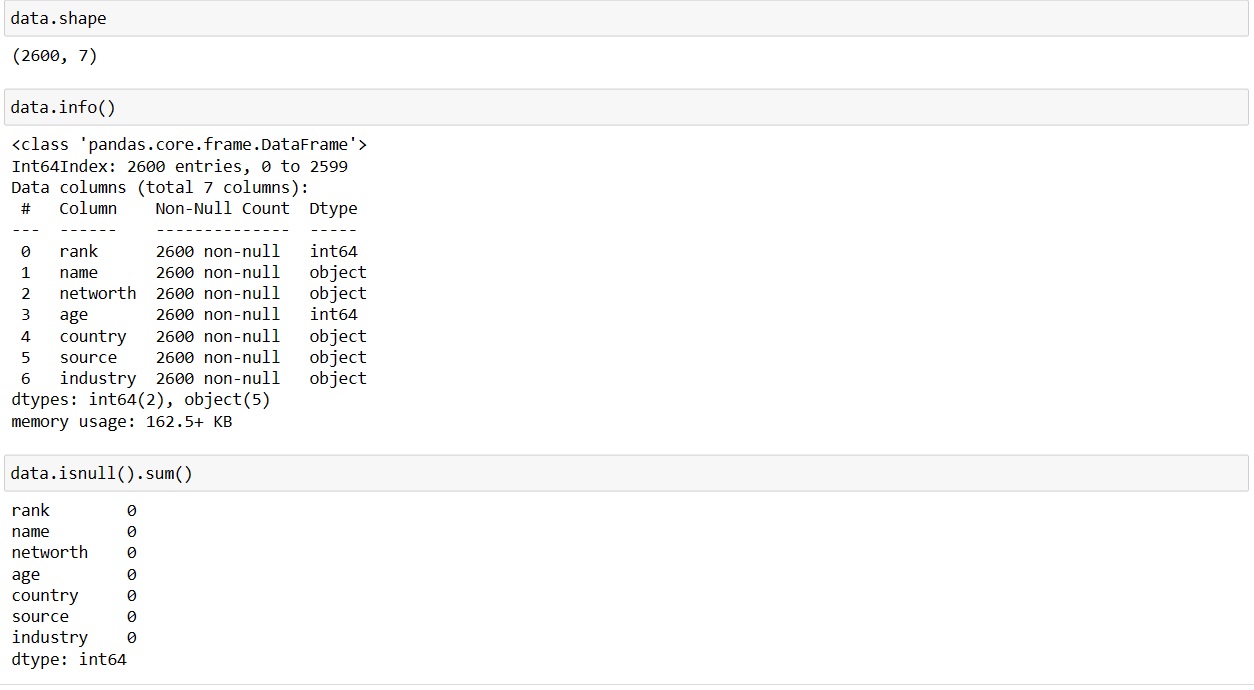 data.shape
(2600, 7)
data.info()
<class 'pandas.core.frame.DataFrame'>
Int64Index: 2600 entries, 0 to 2599
Data columns (total 7 columns):
 #   Column    Non-Null Count  Dtype
---  ------    --------------  -----
 0   rank      2600 non-null   int64
 1   name      2600 non-null   object
 2   networth  2600 non-null   object
 3   age       2600 non-null   int64
 4   country   2600 non-null   object
 5   source    2600 non-null   object
 6   industry  2600 non-null   object
dtypes: int64(2), object(5)
memory usage: 162.5+ KB
data.isnull().sum()
rank        0
name        0
networth    0
age         0
country     0
source      0
industry    0
dtype: int64